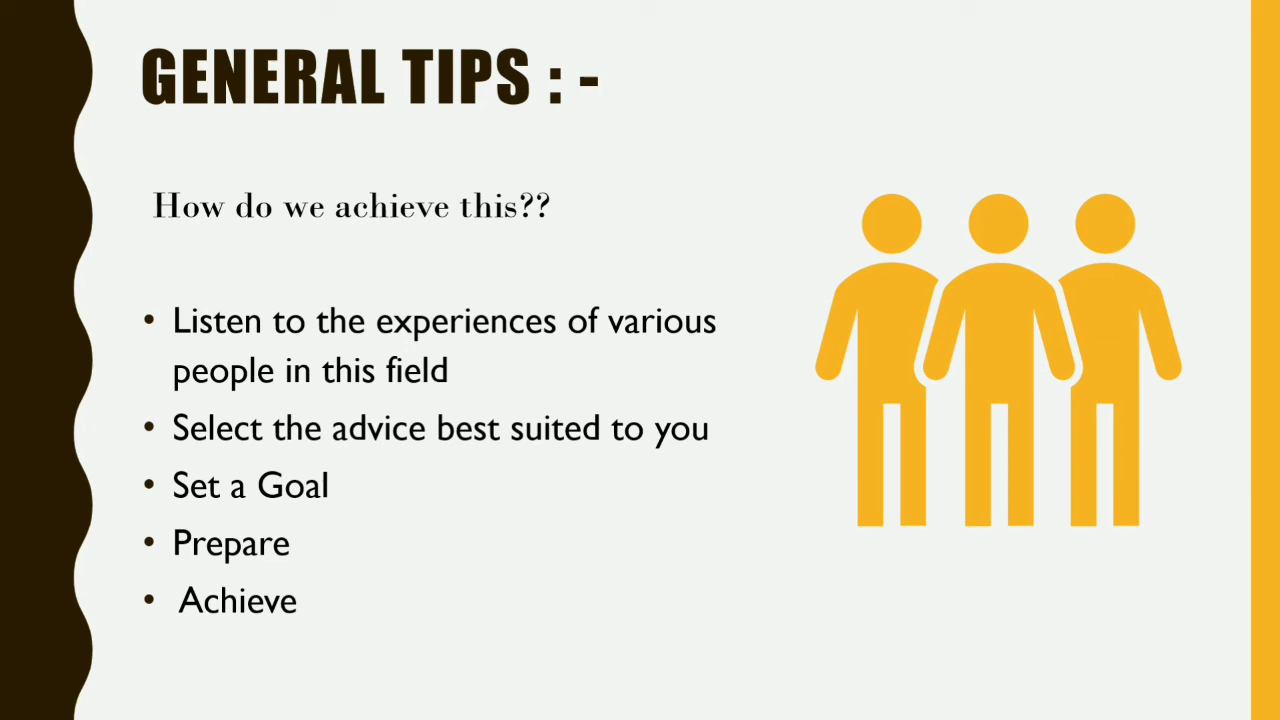 GENERAL TIPS : -
How do we achieve this??
• Listen to the experiences of various
people in this field
• Select the advice best suited to you
• Set a Goal
• Prepare
• Achieve